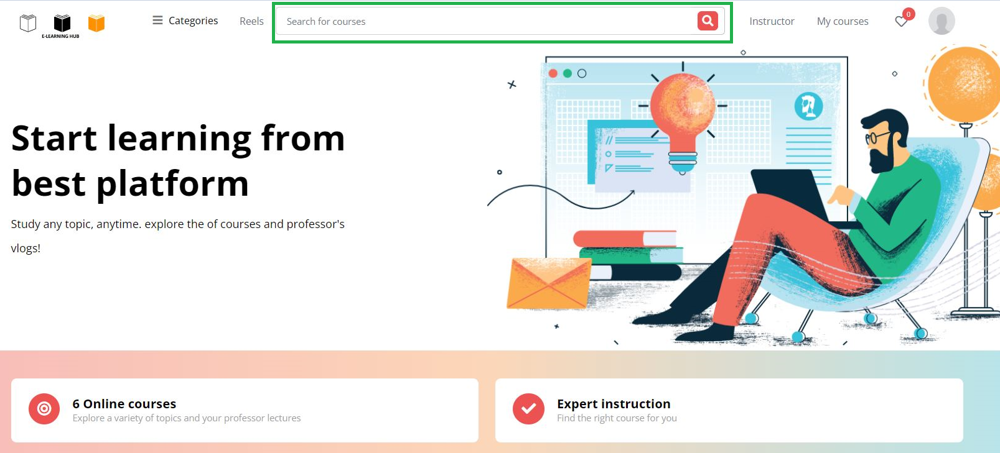 E-LEARNING HUB
Categories
Reels
Search for courses
Instructor
My courses
0
Start learning from
best platform
Study any topic, anytime. explore the of courses and professor's
vlogs!
6 Online courses
Explore a variety of topics and your professor lectures
Expert instruction
Find the right course for you